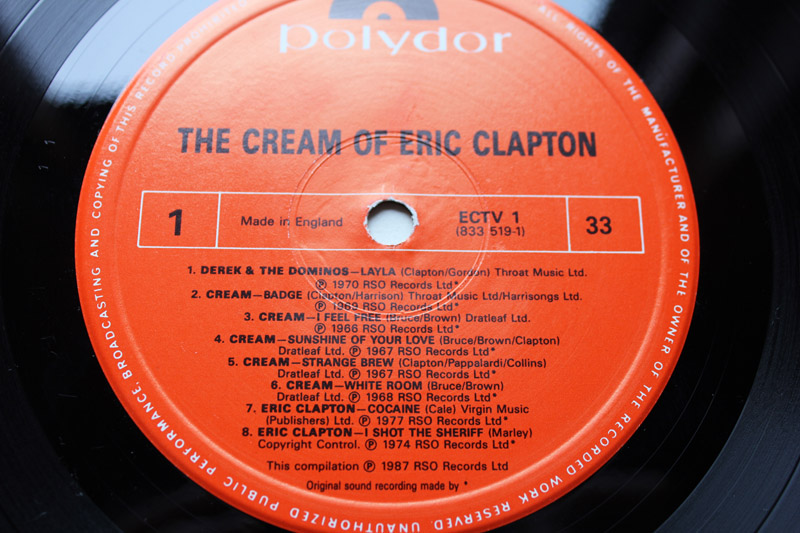 polydor
THE CREAM OF ERIC CLAPTON
1
Made in England
ECTV 1
(833 519-1)
33
1. DEREK & THE DOMINOS—LAYLA (Clapton/Gordon) Throat Music Ltd.
Ⓟ 1970 RSO Records Ltd*
2. CREAM—BADGE (Clapton/Harrison) Throat Music Ltd/Harrisongs Ltd.
Ⓟ 1969 RSO Records Ltd*
3. CREAM—I FEEL FREE (Bruce/Brown) Dratleaf Ltd.
Ⓟ 1966 RSO Records Ltd*
4. CREAM—SUNSHINE OF YOUR LOVE (Bruce/Brown/Clapton)
Dratleaf Ltd. Ⓟ 1967 RSO Records Ltd*
5. CREAM—STRANGE BREW (Clapton/Pappalardi/Collins)
Dratleaf Ltd. Ⓟ 1967 RSO Records Ltd*
6. CREAM—WHITE ROOM (Bruce/Brown)
Dratleaf Ltd. Ⓟ 1968 RSO Records Ltd*
7. ERIC CLAPTON—COCAINE (Cale) Virgin Music
(Publishers) Ltd. Ⓟ 1977 RSO Records Ltd*
8. ERIC CLAPTON—I SHOT THE SHERIFF (Marley)
Copyright Control. Ⓟ 1974 RSO Records Ltd*
This compilation Ⓟ 1987 RSO Records Ltd
Original sound recording made by *
ALL RIGHTS OF THE MANUFACTURER AND OF THE OWNER OF THE RECORDED WORK RESERVED. UNAUTHORIZED PUBLIC PERFORMANCE, BROADCASTING AND COPYING OF THIS RECORD PROHIBITED